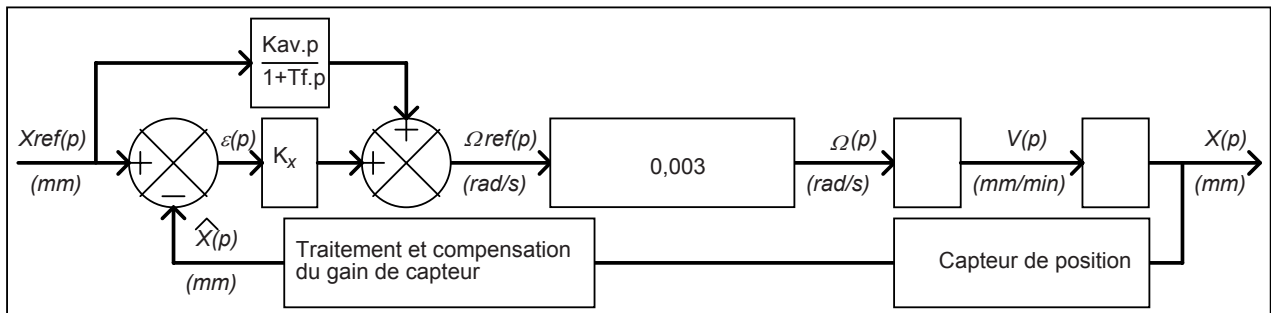 Kav.p
1+Tf.p
Xref(p)
(mm)
+
−
ε(p)
Kx
+
+
Ωref(p)
(rad/s)
0,003
Ω(p)
(rad/s)
V(p)
(mm/min)
X(p)
(mm)
X̂(p)
(mm)
Traitement et compensation
du gain de capteur
Capteur de position